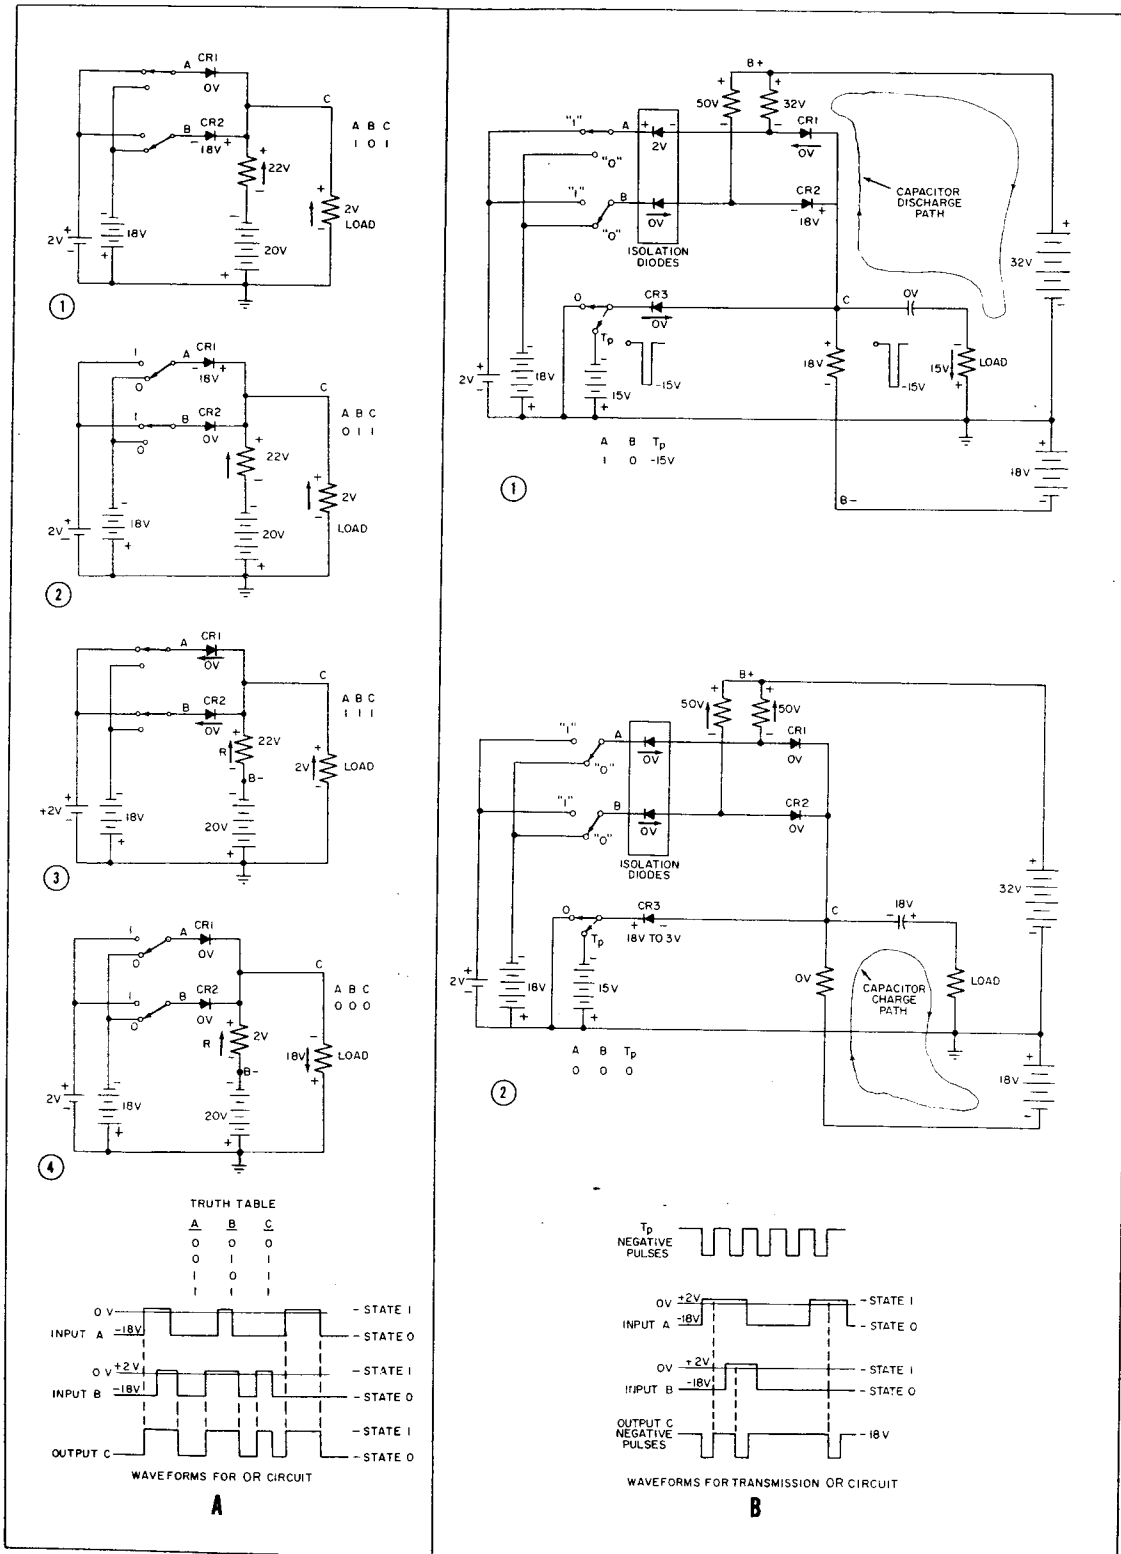 A
CR1
0V
C
B
CR2
18V
-
+
A B C
1 0 1
22V
2V
LOAD
2V
18V
20V
1
1
0
A
CR1
18V
C
1
0
B
CR2
0V
A B C
0 1 1
22V
2V
LOAD
2V
18V
20V
2
A
CR1
0V
C
B
CR2
0V
A B C
1 1 1
R
22V
B-
2V
LOAD
+2V
18V
20V
3
1
0
A
CR1
0V
C
1
0
B
CR2
0V
A B C
0 0 0
R
2V
B-
18V
LOAD
2V
18V
20V
4
TRUTH TABLE
A B C
0 0 0
0 1 1
1 0 1
1 1 1
0V
-STATE 1
INPUT A -18V
-STATE 0
0V +2V
-STATE 1
INPUT B -18V
-STATE 0
-STATE 1
OUTPUT C
-STATE 0
WAVEFORMS FOR OR CIRCUIT
A
B+
50V
32V
"1"
A
2V
CR1
0V
"0"
"1"
B
0V
CR2
18V
"0"
CAPACITOR
DISCHARGE
PATH
ISOLATION
DIODES
32V
0
CR3
0V
C
0V
Tp
-15V
18V
-15V
15V
LOAD
2V
18V
15V
A B Tp
1 0 -15V
18V
B-
1
B+
50V
50V
"1"
A
0V
CR1
0V
"0"
"1"
B
0V
CR2
0V
"0"
ISOLATION
DIODES
32V
0
CR3
18V TO 3V
C
18V
Tp
0V
CAPACITOR
CHARGE
PATH
LOAD
2V
18V
15V
A B Tp
0 0 0
18V
2
Tp
NEGATIVE
PULSES
0V +2V
-STATE 1
INPUT A -18V
-STATE 0
0V +2V
-STATE 1
INPUT B -18V
-STATE 0
OUTPUT C
NEGATIVE
PULSES
-18V
WAVEFORMS FOR TRANSMISSION OR CIRCUIT
B